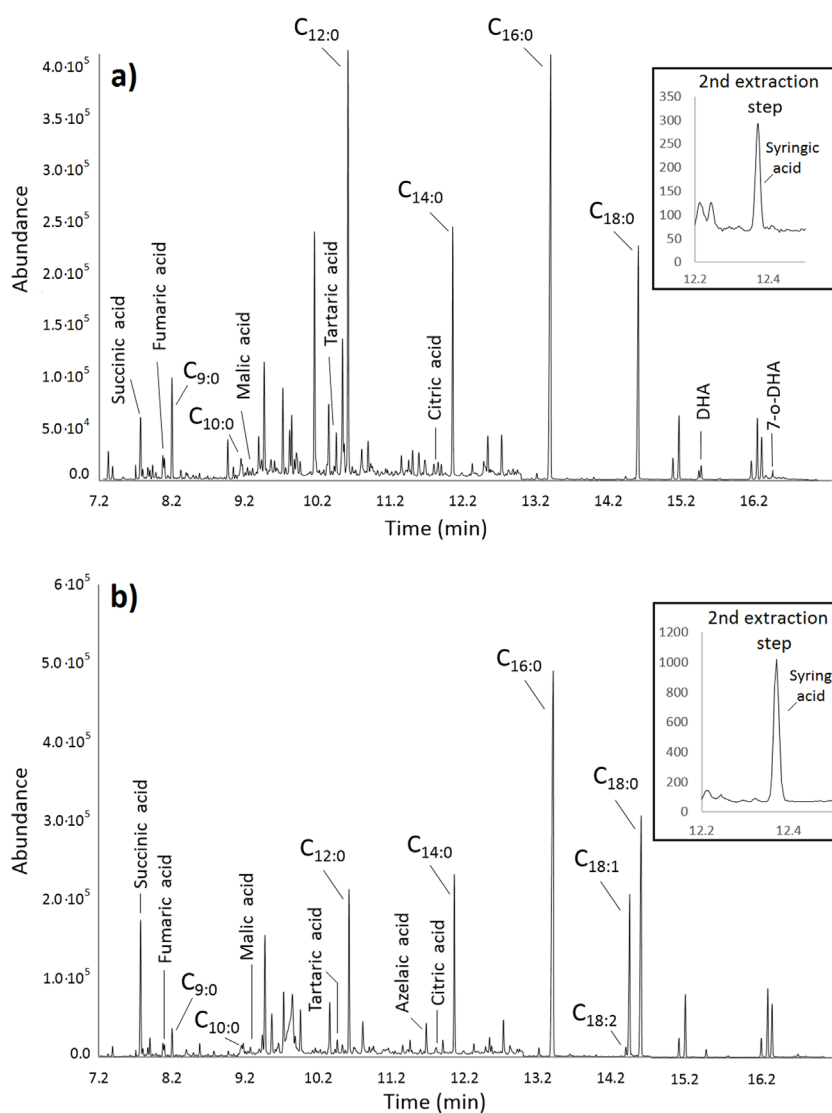 a)
C12:0
C16:0
2nd extraction
step
Syringic
acid
350
300
250
200
150
100
50
0
12.2
12.4
4.0·10⁵
3.5·10⁵
3.0·10⁵
2.5·10⁵
2.0·10⁵
1.5·10⁵
1.0·10⁵
5.0·10⁴
0.0
Abundance
C14:0
C18:0
Succinic acid
Fumaric acid
C9:0
C10:0
Malic acid
Tartaric acid
Citric acid
DHA
7-o-DHA
7.2
8.2
9.2
10.2
11.2
12.2
13.2
14.2
15.2
16.2
Time (min)
b)
6·10⁵
5.0·10⁵
4.0·10⁵
3.0·10⁵
2.0·10⁵
1.0·10⁵
0.0
Abundance
2nd extraction
step
Syring
acid
1200
1000
800
600
400
200
0
12.2
12.4
C16:0
C18:0
C18:1
C18:2
C12:0
C14:0
Succinic acid
Fumaric acid
C9:0
C10:0
Malic acid
Tartaric acid
Azelaic acid
Citric acid
7.2
8.2
9.2
10.2
11.2
12.2
13.2
14.2
15.2
16.2
Time (min)